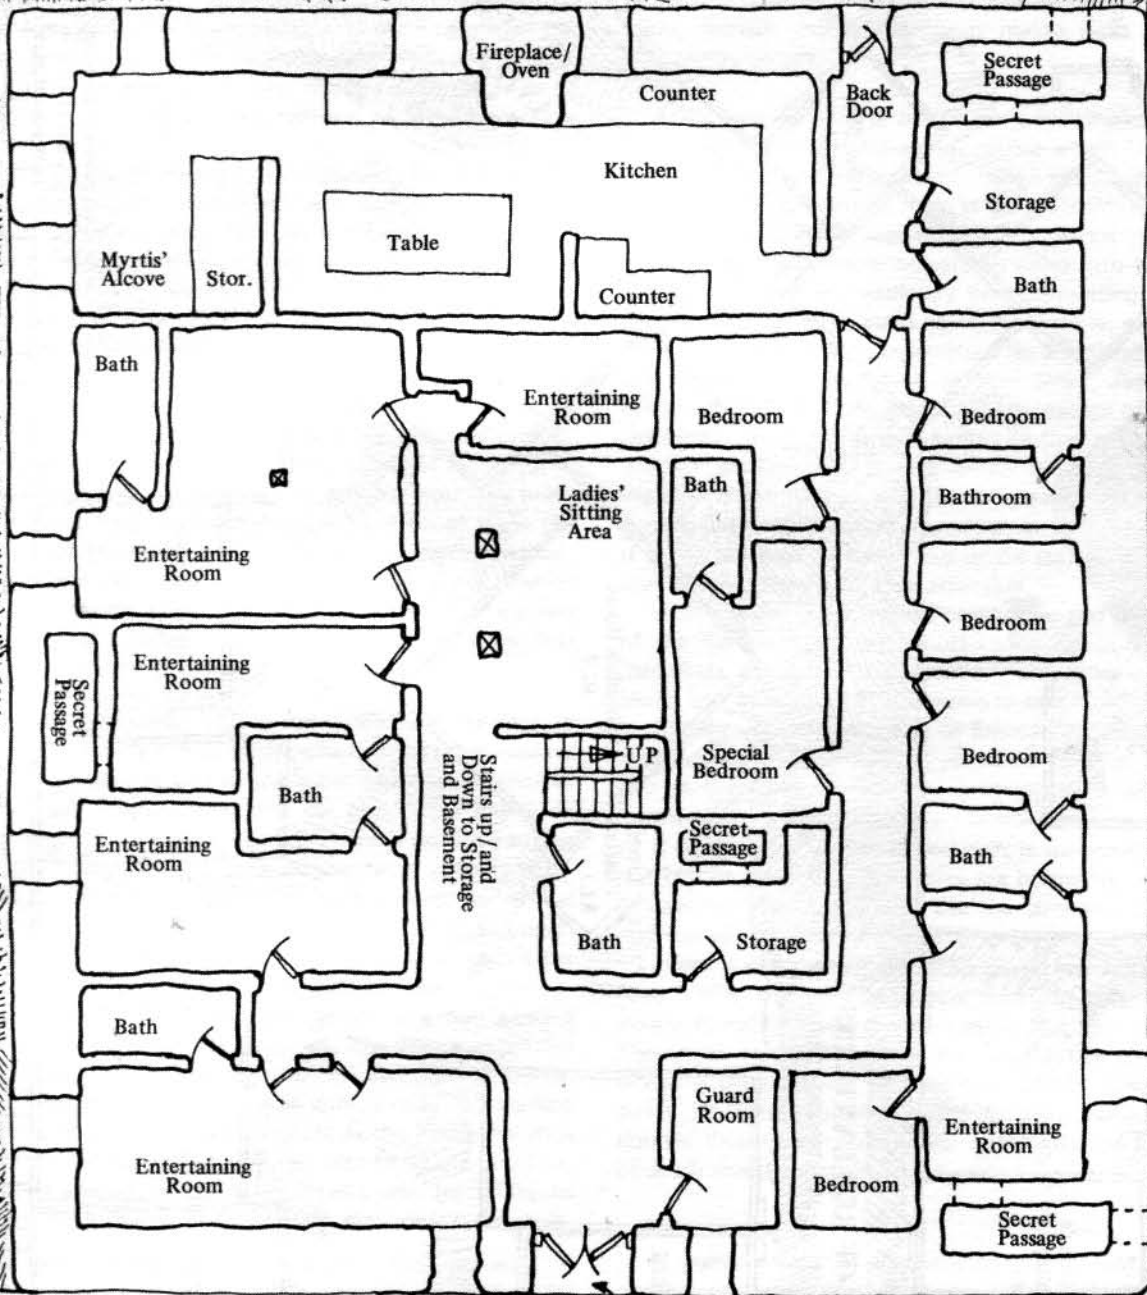 Fireplace/
Oven
Counter
Back
Door
Secret
Passage
Kitchen
Storage
Table
Myrtis'
Alcove
Stor.
Counter
Bath
Bath
Entertaining
Room
Bedroom
Bedroom
Ladies'
Sitting
Area
Bath
Bathroom
Entertaining
Room
Bedroom
Entertaining
Room
Secret
Passage
UP
Special
Bedroom
Bedroom
Stairs up/and
Down to Storage
and Basement
Bath
Secret
Passage
Entertaining
Room
Bath
Bath
Storage
Bath
Guard
Room
Entertaining
Room
Entertaining
Room
Bedroom
Secret
Passage